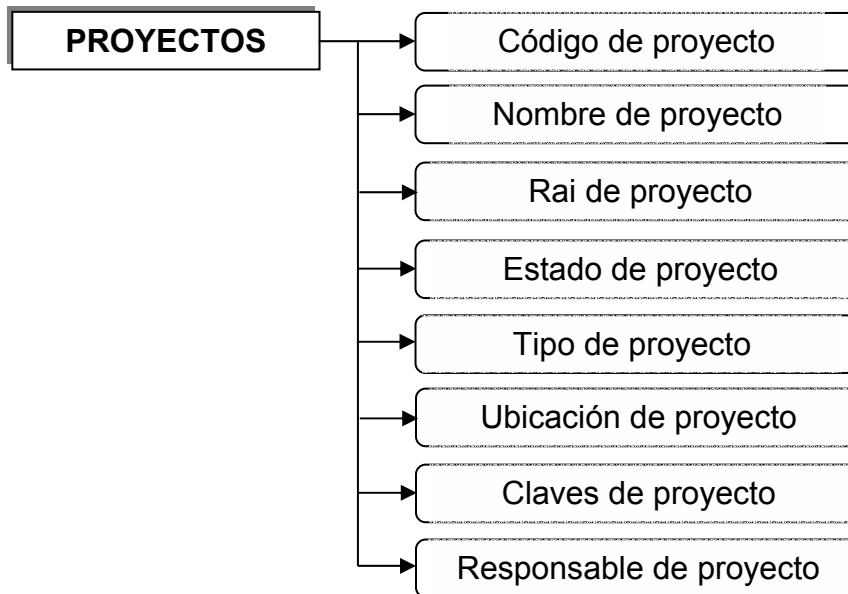 PROYECTOS
Código de proyecto
Nombre de proyecto
Rai de proyecto
Estado de proyecto
Tipo de proyecto
Ubicación de proyecto
Claves de proyecto
Responsable de proyecto